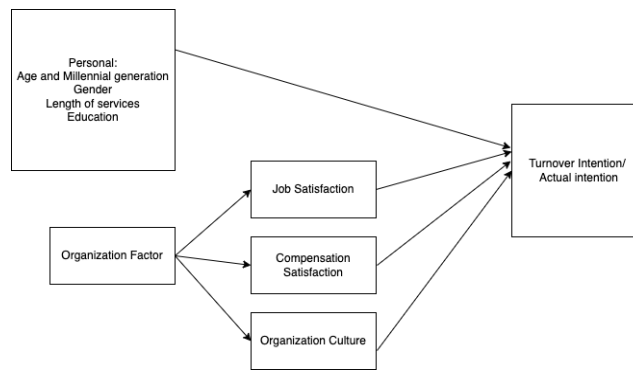 Personal:
Age and Millennial generation
Gender
Length of services
Education
Turnover Intention/
Actual intention
Job Satisfaction
Organization Factor
Compensation
Satisfaction
Organization Culture